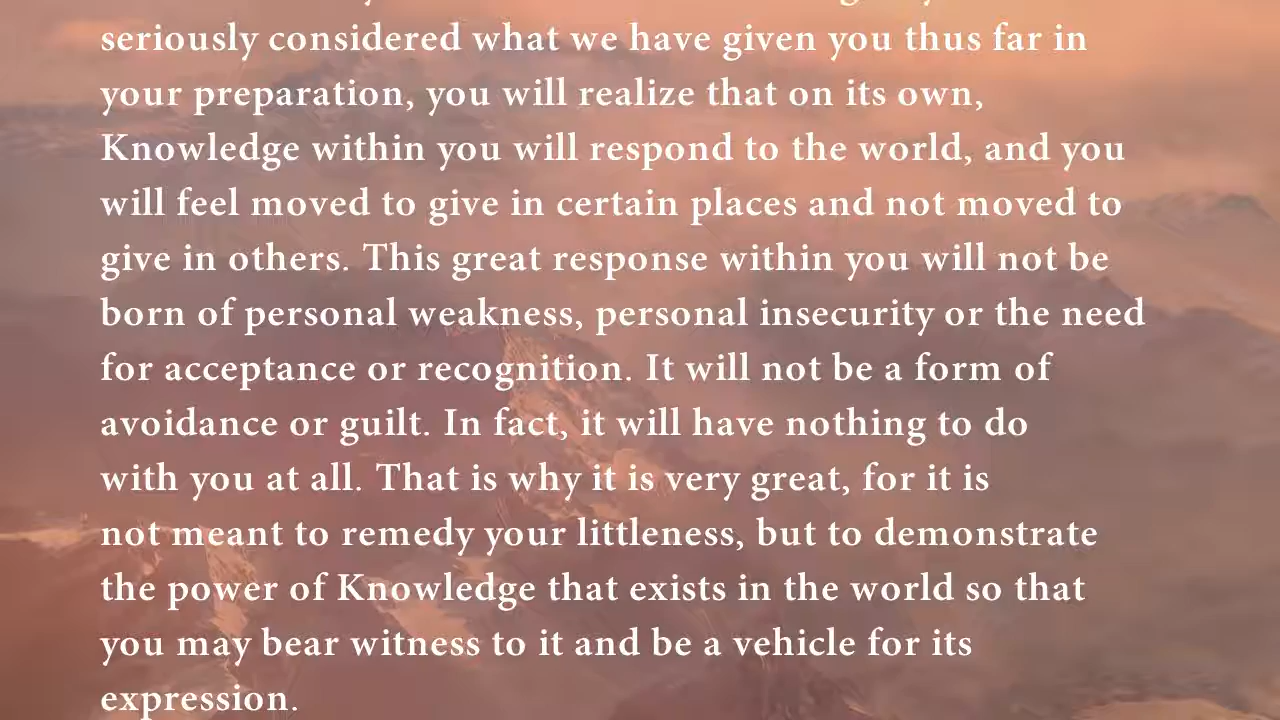 seriously considered what we have given you thus far in
your preparation, you will realize that on its own,
Knowledge within you will respond to the world, and you
will feel moved to give in certain places and not moved to
give in others. This great response within you will not be
born of personal weakness, personal insecurity or the need
for acceptance or recognition. It will not be a form of
avoidance or guilt. In fact, it will have nothing to do
with you at all. That is why it is very great, for it is
not meant to remedy your littleness, but to demonstrate
the power of Knowledge that exists in the world so that
you may bear witness to it and be a vehicle for its
expression.